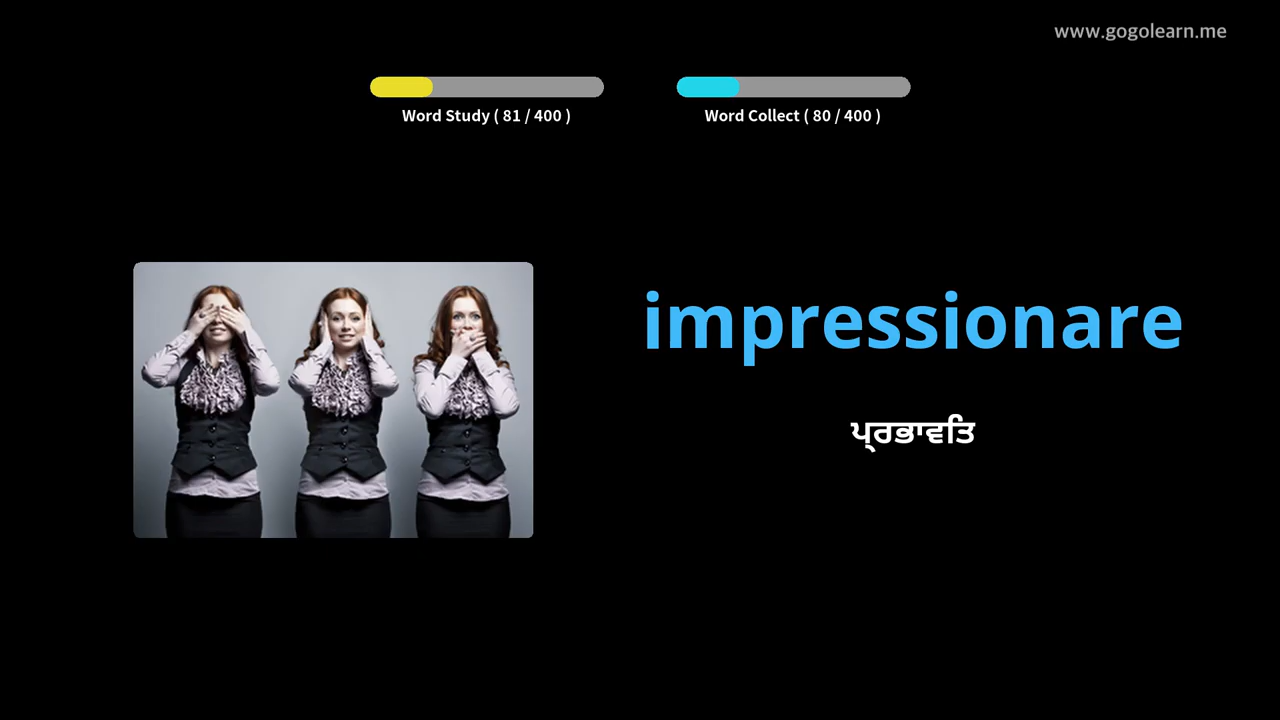 www.gogolearn.me
Word Study ( 81 / 400 )
Word Collect ( 80 / 400 )
impressionare
ਪ੍ਰਭਾਵਤਿ